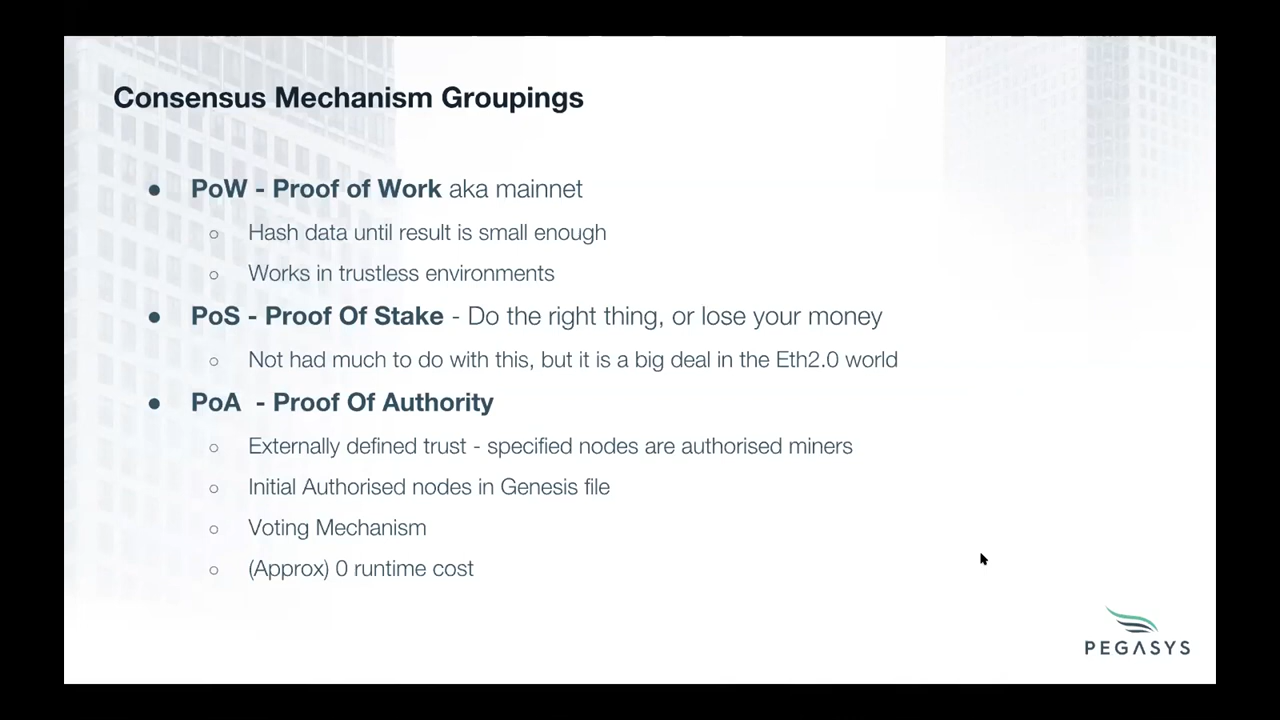 Consensus Mechanism Groupings
● PoW - Proof of Work aka mainnet
○ Hash data until result is small enough
○ Works in trustless environments
● PoS - Proof Of Stake - Do the right thing, or lose your money
○ Not had much to do with this, but it is a big deal in the Eth2.0 world
● PoA - Proof Of Authority
○ Externally defined trust - specified nodes are authorised miners
○ Initial Authorised nodes in Genesis file
○ Voting Mechanism
○ (Approx) 0 runtime cost
PEGASYS